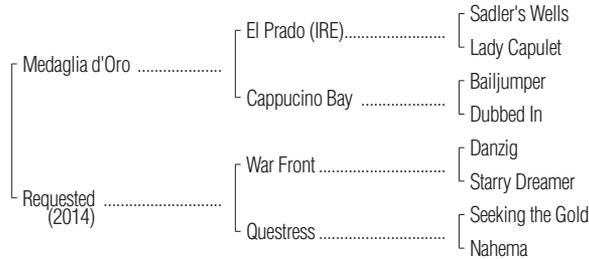 Sadler's Wells
El Prado (IRE)......................
Lady Capulet
Medaglia d'Oro ...................
Bailjumper
Cappucino Bay ...................
Dubbed In
Danzig
War Front ............................
Starry Dreamer
Requested ..........................
(2014)
Seeking the Gold
Questress ............................
Nahema